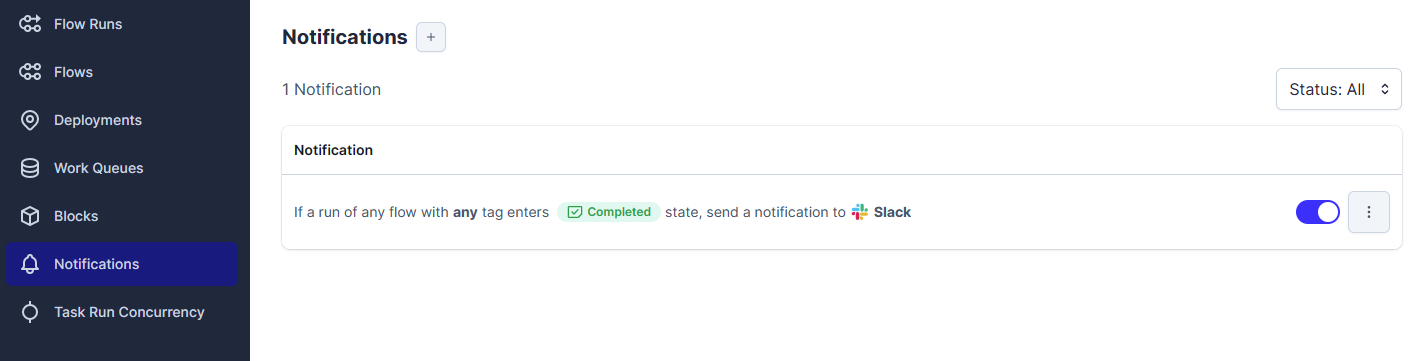 Flow Runs
Flows
Deployments
Work Queues
Blocks
Notifications
Task Run Concurrency
Notifications +
1 Notification
Status: All
Notification
If a run of any flow with any tag enters Completed state, send a notification to Slack